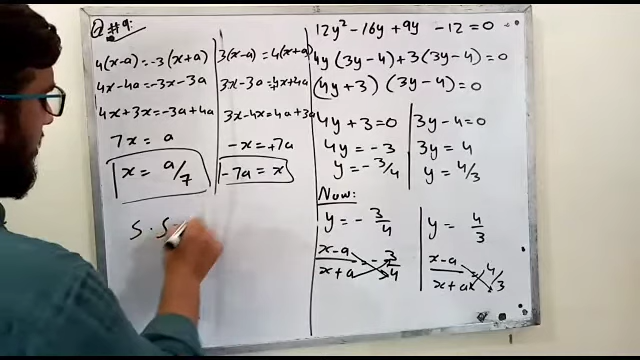 Q #9:
4(x-a)=-3(x+a)
4x-4a=-3x-3a
4x+3x=-3a+4a
7x = a
x = a/7
S.S
3(x-a)=4(x+a)
3x-3a=4x+4a
3x-4x=4a+3a
-x=+7a
-7a = x
12y²-16y+9y -12=0
4y(3y-4)+3(3y-4)=0
(4y+3)(3y-4)=0
4y+3=0
4y=-3
y=-3/4
3y-4=0
3y=4
y=4/3
Now:
y=-3/4
x-a/x+a = -3/4
y=4/3
x-a/x+a = 4/3